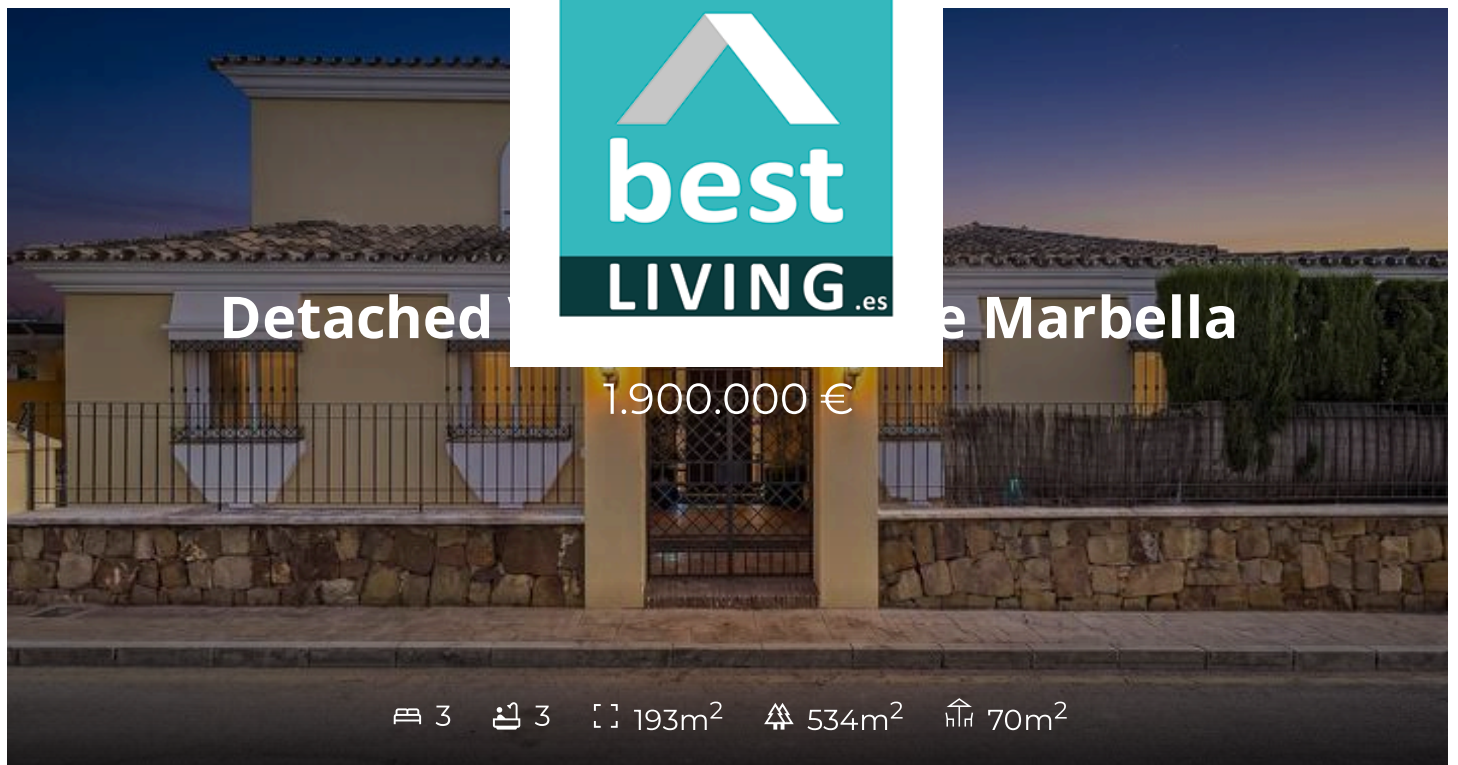 best
LIVING.es
Detached Marbella
1.900.000 €
3 3 193m² 534m² 70m²